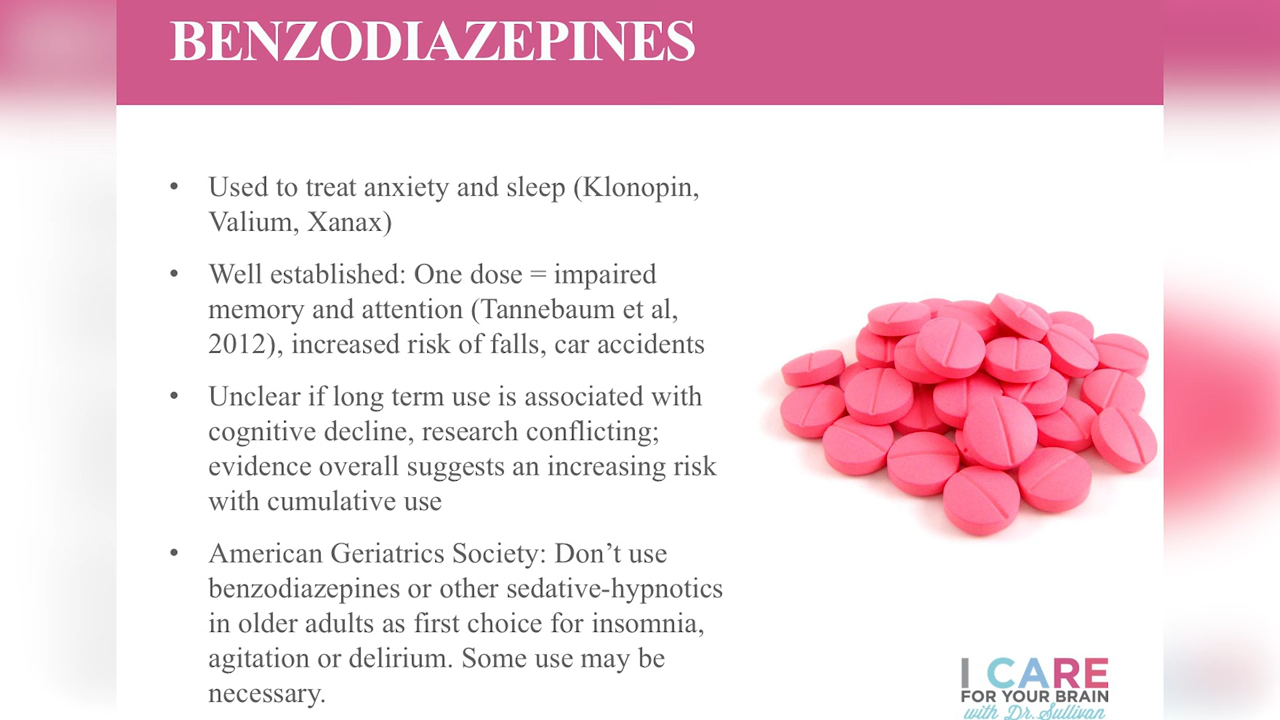 BENZODIAZEPINES
• Used to treat anxiety and sleep (Klonopin,
Valium, Xanax)
• Well established: One dose = impaired
memory and attention (Tannebaum et al,
2012), increased risk of falls, car accidents
• Unclear if long term use is associated with
cognitive decline, research conflicting;
evidence overall suggests an increasing risk
with cumulative use
• American Geriatrics Society: Don’t use
benzodiazepines or other sedative-hypnotics
in older adults as first choice for insomnia,
agitation or delirium. Some use may be
necessary.
I CARE
FOR YOUR BRAIN
with Dr. Sullivan